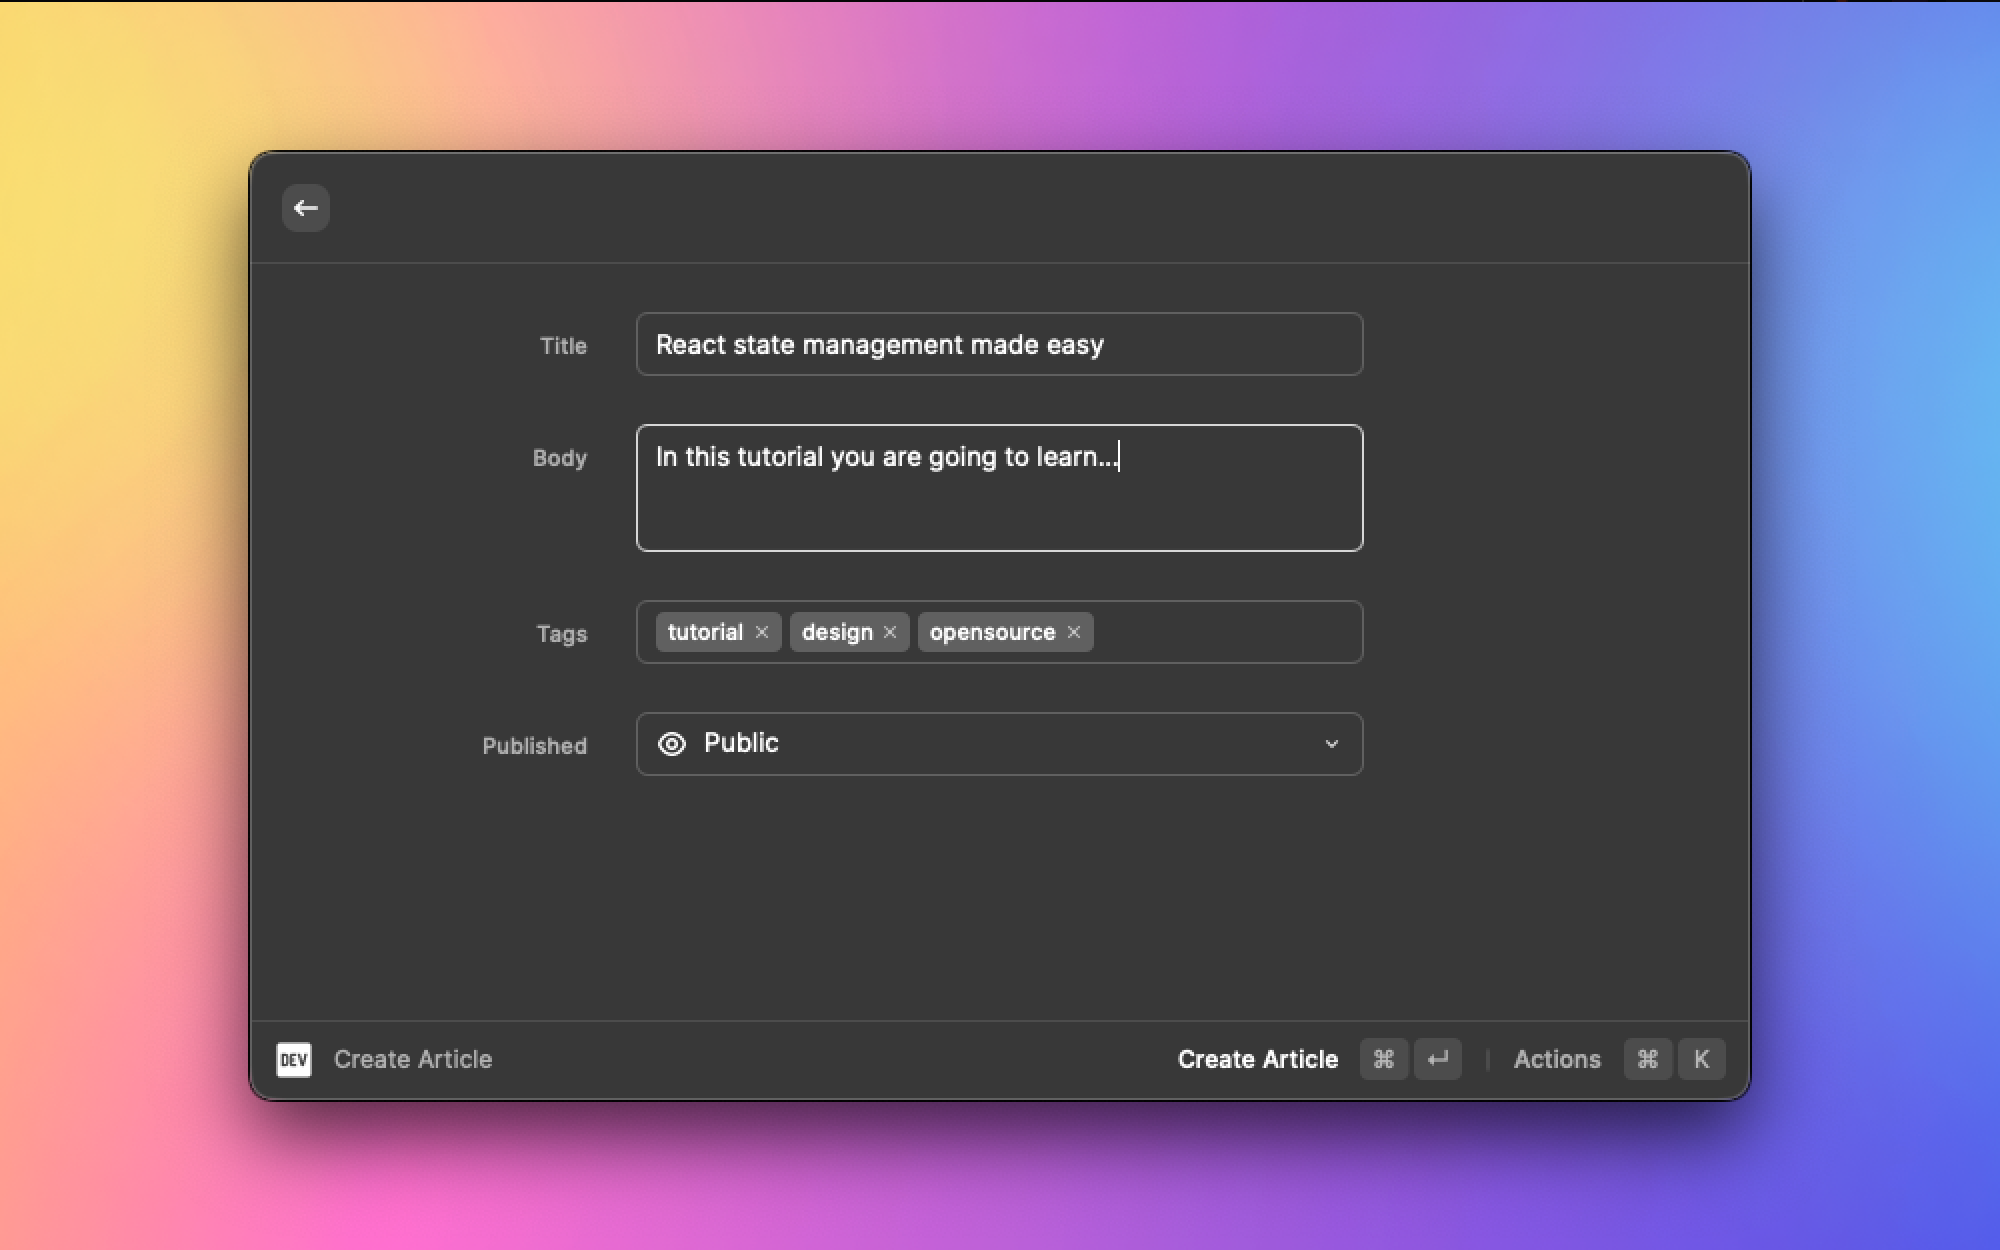 Title
React state management made easy
Body
In this tutorial you are going to learn...
Tags
tutorial × design × opensource ×
Published
Public
DEV Create Article
Create Article ⌘ ↵ | Actions ⌘ K